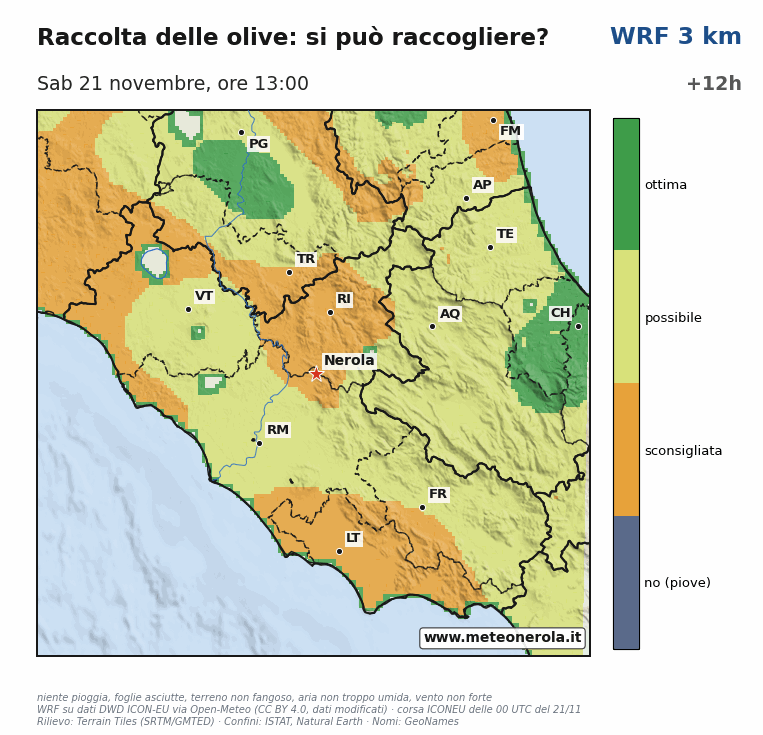 Raccolta delle olive: si può raccogliere?
WRF 3 km
Sab 21 novembre, ore 13:00
+12h
FM
PG
AP
TE
TR
VT
RI
AQ
CH
Nerola
RM
FR
LT
www.meteonerola.it
ottima
possibile
sconsigliata
no (piove)
niente pioggia, foglie asciutte, terreno non fangoso, aria non troppo umida, vento non forte
WRF su dati DWD ICON-EU via Open-Meteo (CC BY 4.0, dati modificati) · corsa ICONEU delle 00 UTC del 21/11
Rilievo: Terrain Tiles (SRTM/GMTED) · Confini: ISTAT, Natural Earth · Nomi: GeoNames